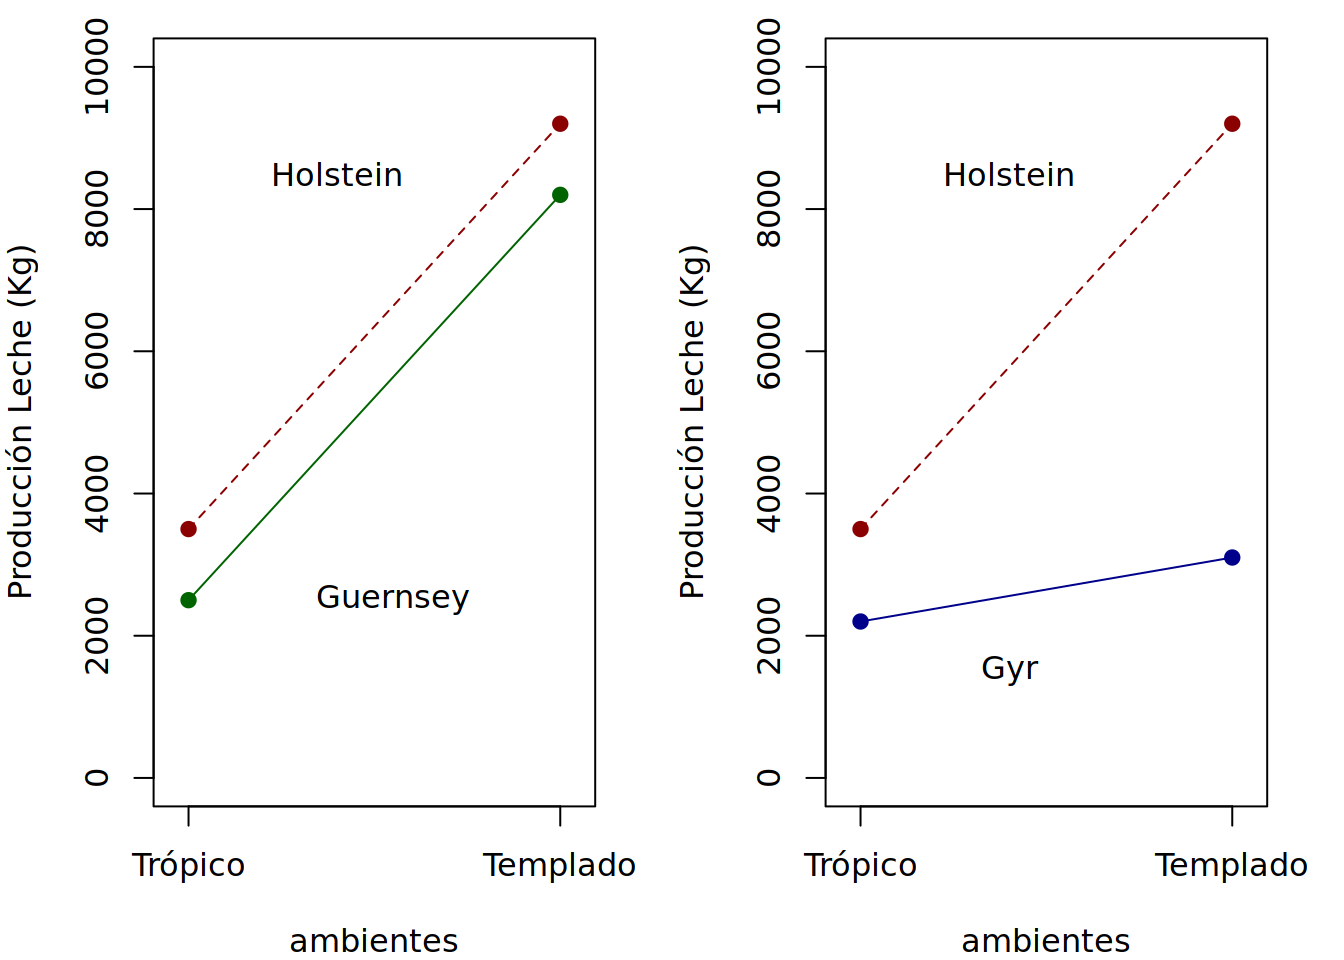 Producción Leche (Kg)
10000
8000
6000
4000
2000
0
Holstein
Guernsey
Trópico
Templado
ambientes
Producción Leche (Kg)
10000
8000
6000
4000
2000
0
Holstein
Gyr
Trópico
Templado
ambientes